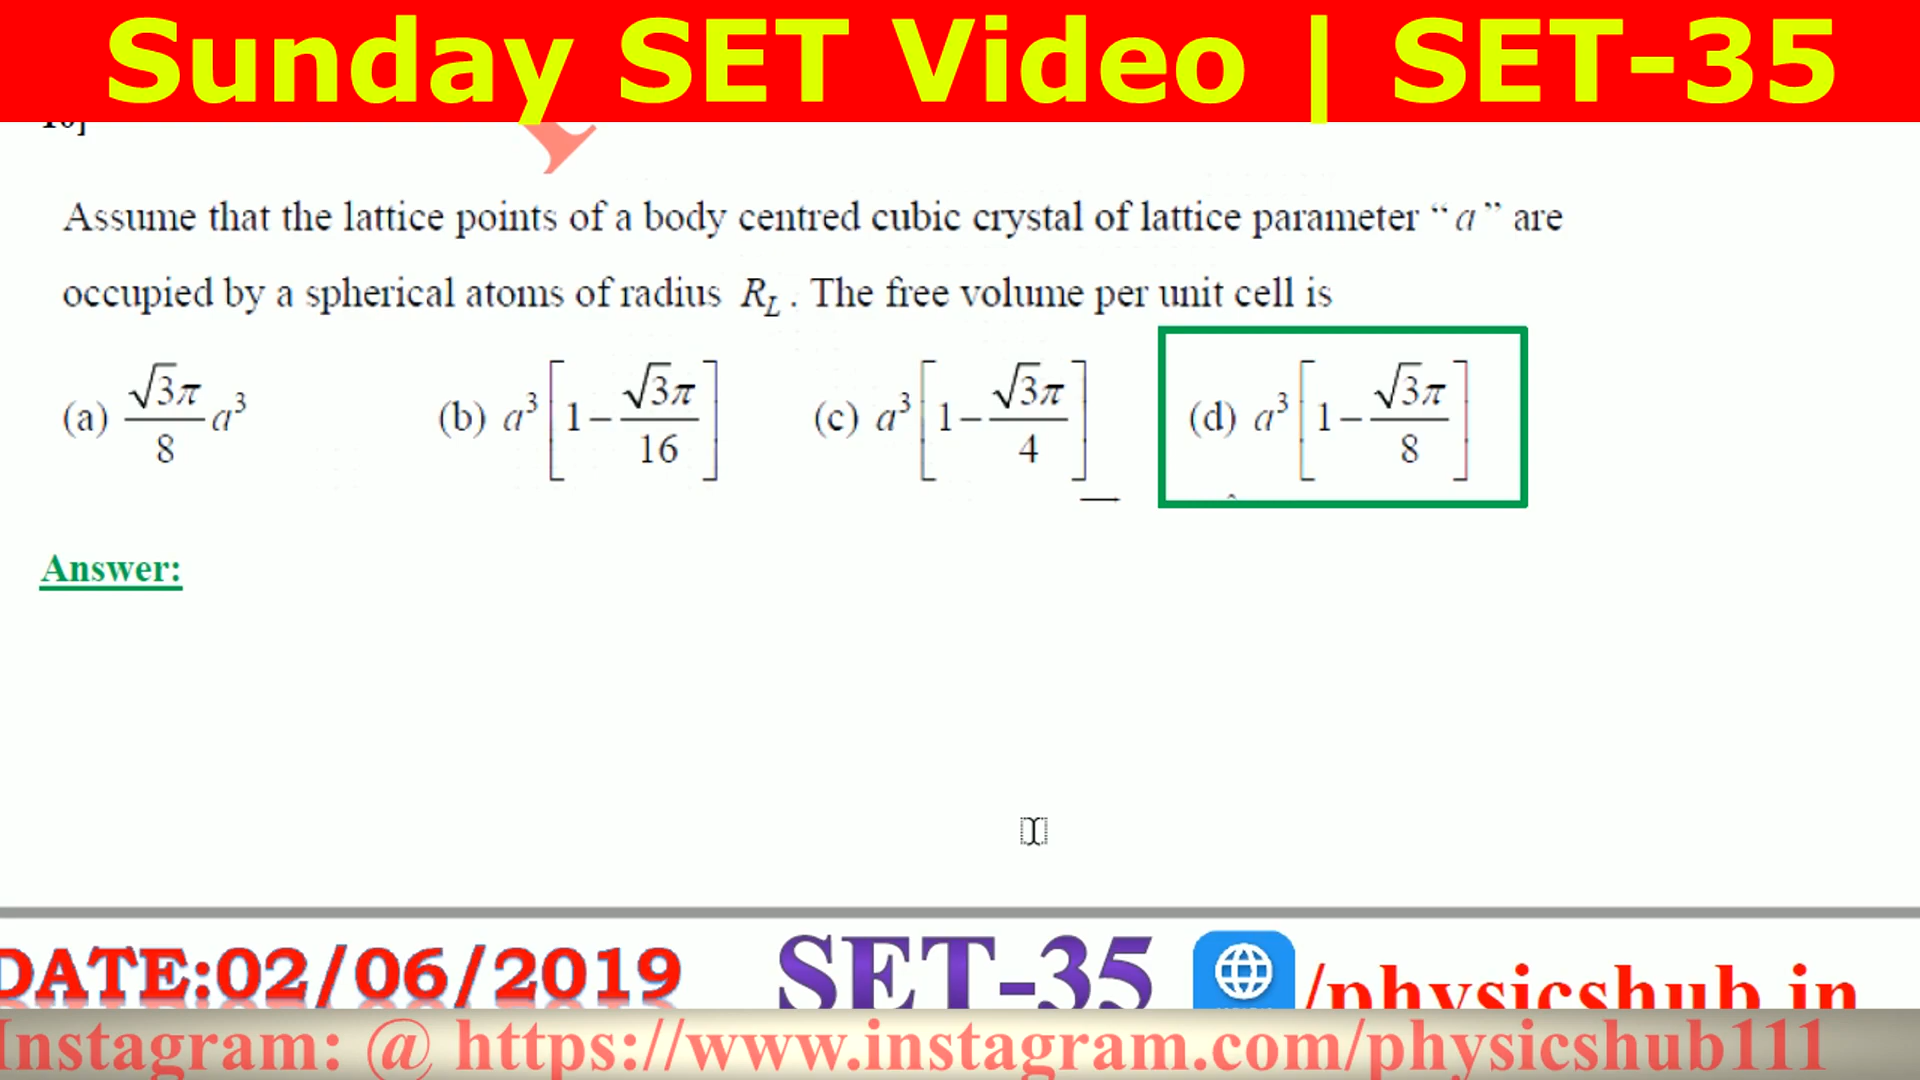 Sunday SET Video | SET-35
Assume that the lattice points of a body centred cubic crystal of lattice parameter “a” are
occupied by a spherical atoms of radius R_L . The free volume per unit cell is
(a) √3π/8 a³ (b) a³[1−√3π/16] (c) a³[1−√3π/4] (d) a³[1−√3π/8]
Answer:
DATE:02/06/2019 SET-35 /physicshub.in
Instagram: @ https://www.instagram.com/physicshub111